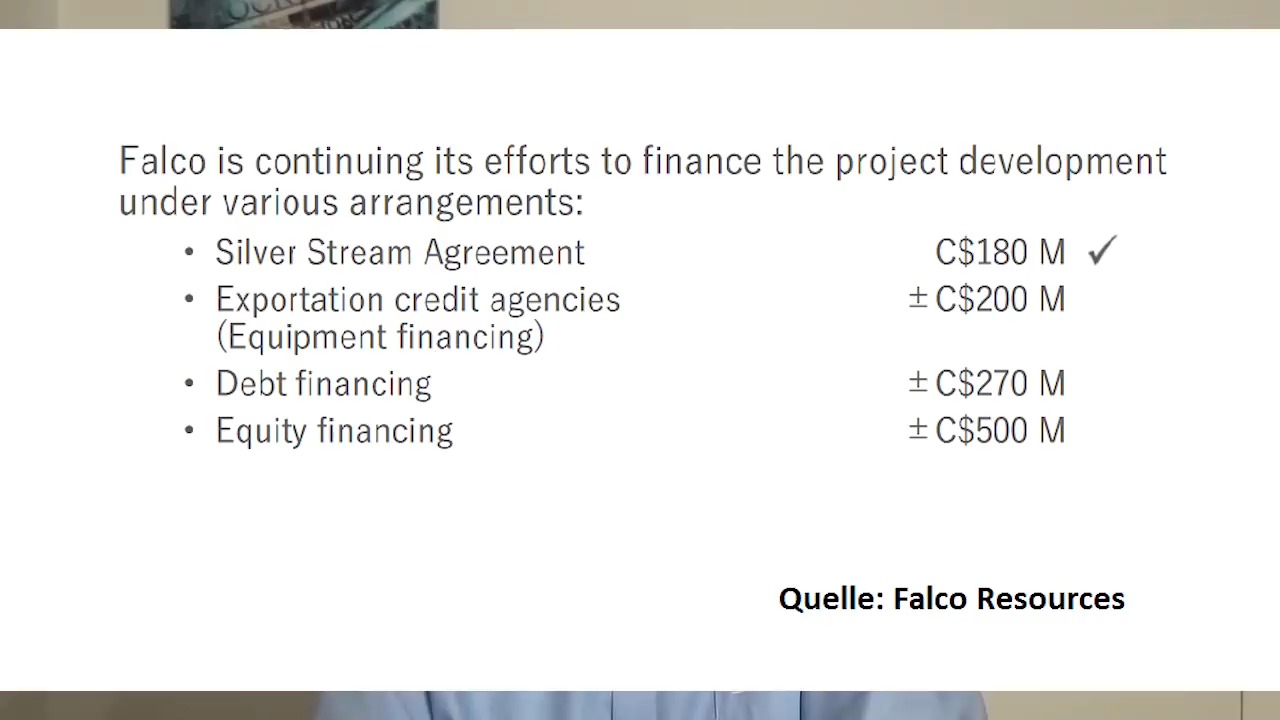 Falco is continuing its efforts to finance the project development
under various arrangements:
• Silver Stream Agreement C$180 M ✓
• Exportation credit agencies ± C$200 M
(Equipment financing)
• Debt financing ± C$270 M
• Equity financing ± C$500 M
Quelle: Falco Resources